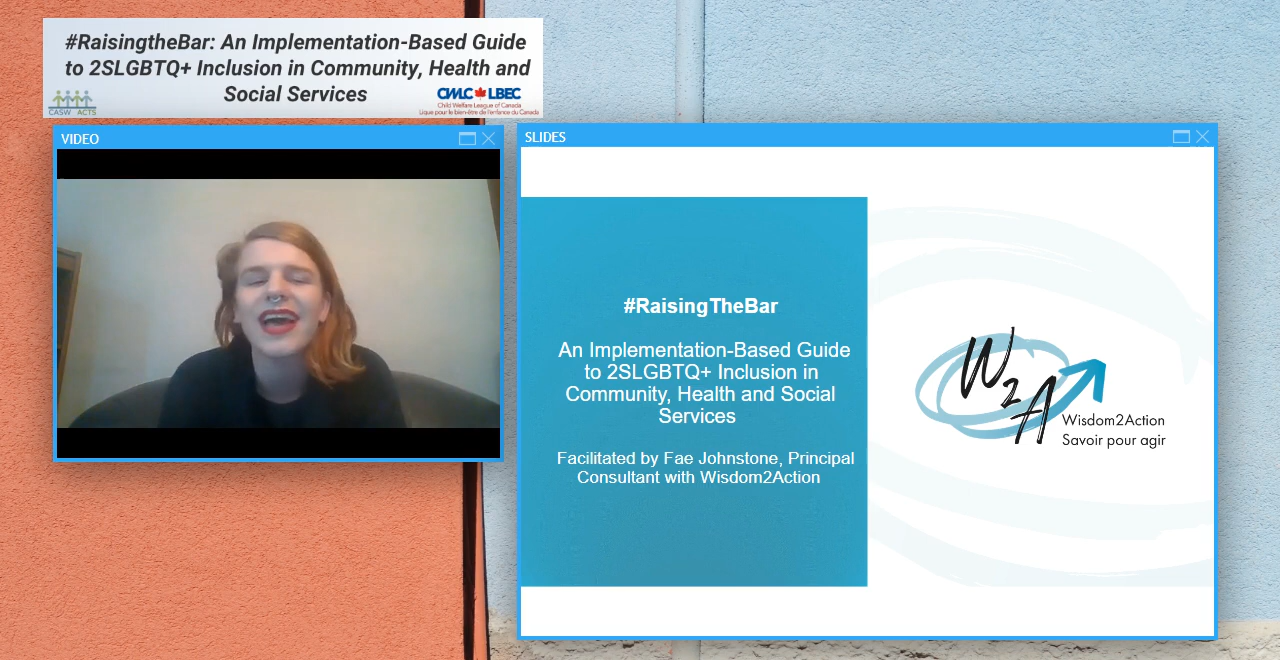 #RaisingtheBar: An Implementation-Based Guide
to 2SLGBTQ+ Inclusion in Community, Health and
Social Services
CASW ACTS
CWLC LBEC
Child Welfare League of Canada
Ligue pour le bien-être de l'enfance du Canada
VIDEO
SLIDES
#RaisingTheBar
An Implementation-Based Guide
to 2SLGBTQ+ Inclusion in
Community, Health and Social
Services
Facilitated by Fae Johnstone, Principal
Consultant with Wisdom2Action
W2A
Wisdom2Action
Savoir pour agir